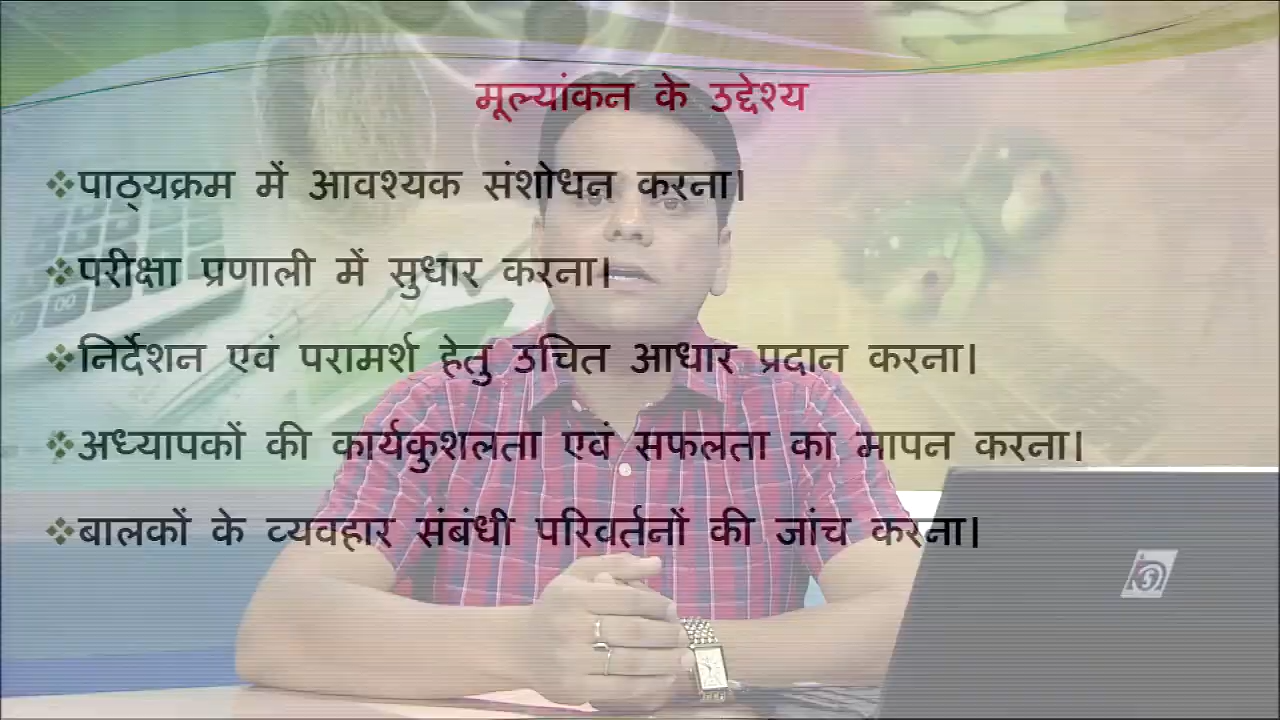 मूल्यांकन के उद्देश्य
❖पाठ्यक्रम में आवश्यक संशोधन करना।
❖परीक्षा प्रणाली में सुधार करना।
❖निर्देशन एवं परामर्श हेतु उचित आधार प्रदान करना।
❖अध्यापकों की कार्यकुशलता एवं सफलता का मापन करना।
❖बालकों के व्यवहार संबंधी परिवर्तनों की जांच करना।